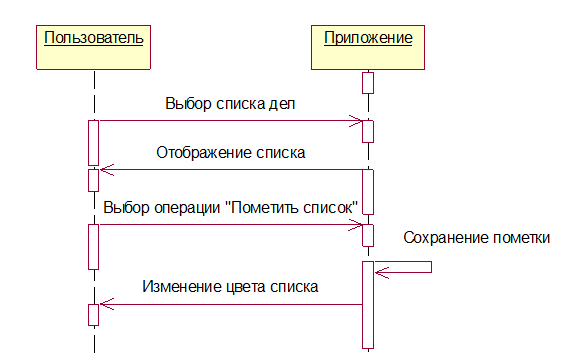 Пользователь
Приложение
Выбор списка дел
Отображение списка
Выбор операции "Пометить список"
Сохранение пометки
Изменение цвета списка